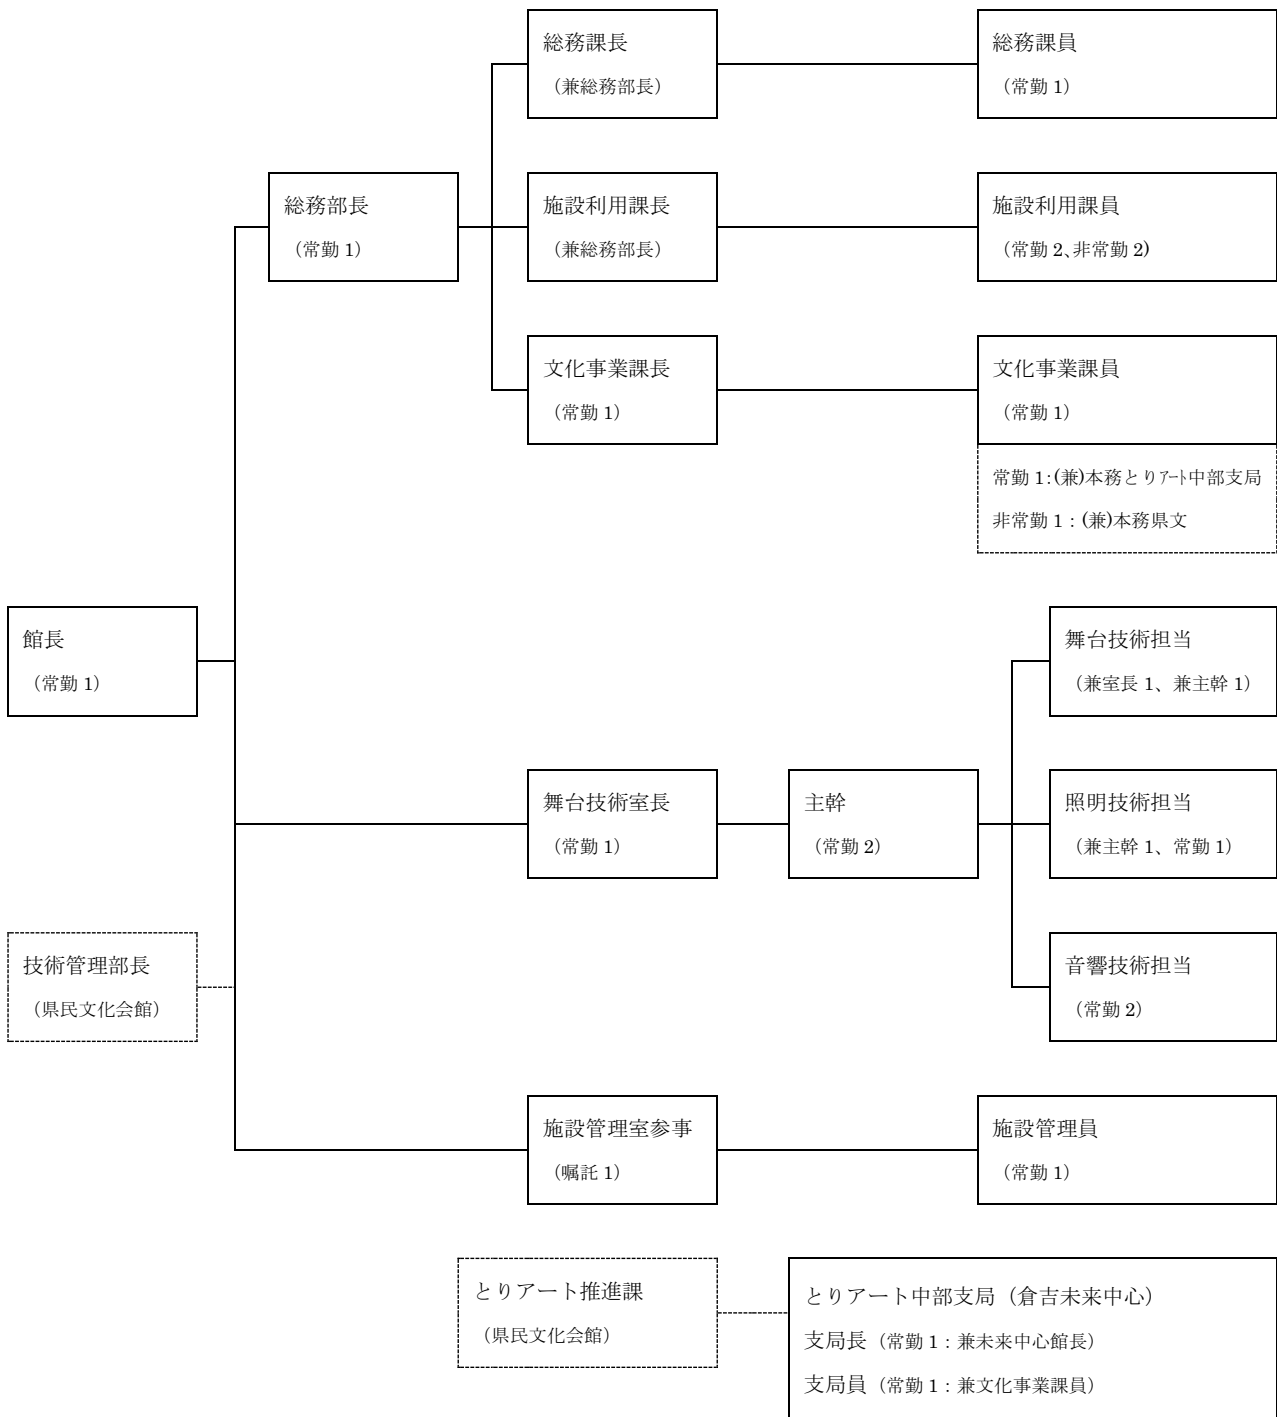 総務課長
（兼総務部長）
総務課員
（常勤 1）
総務部長
（常勤 1）
施設利用課長
（兼総務部長）
施設利用課員
（常勤 2、非常勤 2)
文化事業課長
（常勤 1）
文化事業課員
（常勤 1）
常勤 1：(兼)本務とりｱｰﾄ中部支局
非常勤 1：(兼)本務県文
館長
（常勤 1）
舞台技術担当
（兼室長 1、兼主幹 1）
舞台技術室長
（常勤 1）
主幹
（常勤 2）
照明技術担当
（兼主幹 1、常勤 1）
技術管理部長
（県民文化会館）
音響技術担当
（常勤 2）
施設管理室参事
（嘱託 1）
施設管理員
（常勤 1）
とりアート推進課
（県民文化会館）
とりアート中部支局（倉吉未来中心）
支局長（常勤 1：兼未来中心館長）
支局員（常勤 1：兼文化事業課員）